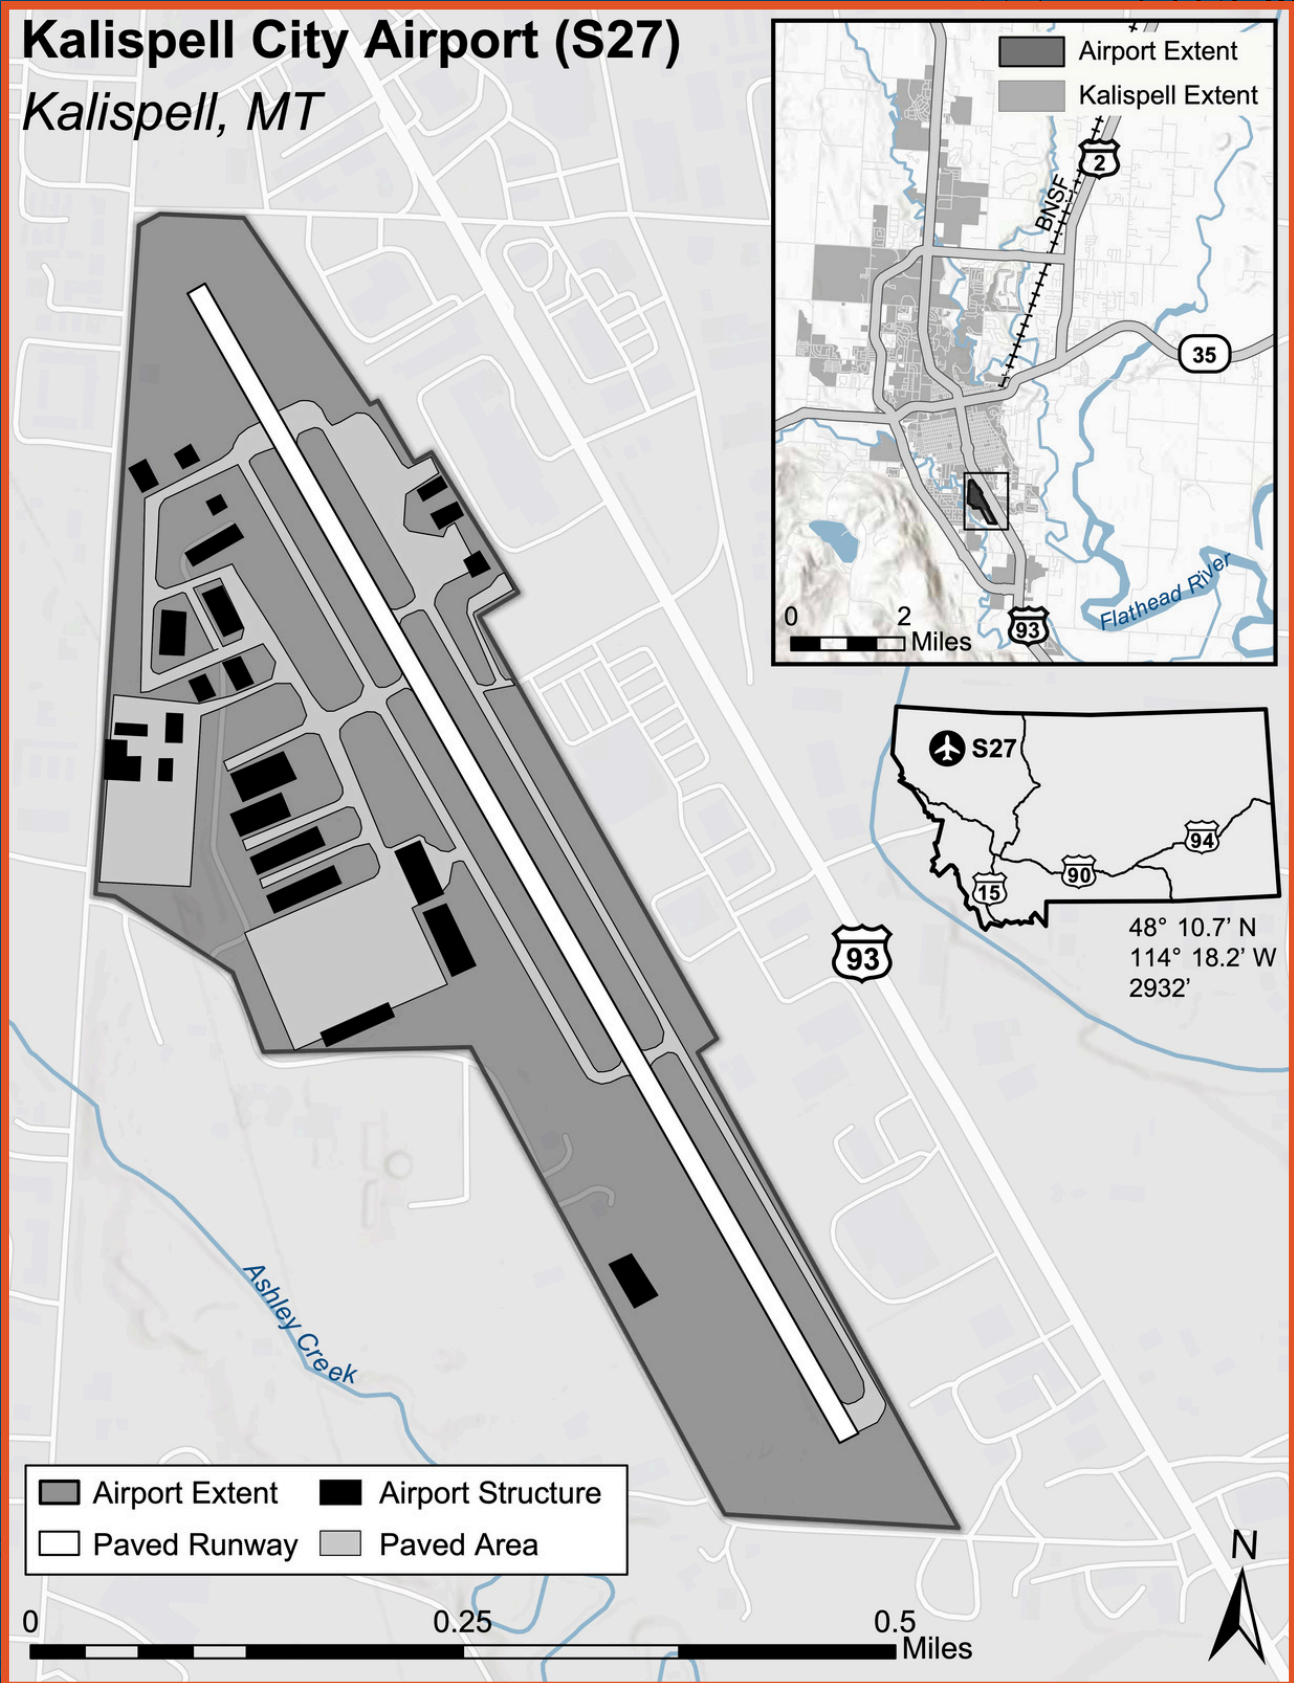 Kalispell City Airport (S27)
Kalispell, MT
Airport Extent
Kalispell Extent
2
BNSF
35
Flathead River
0 2
Miles
93
S27
94
90
15
48° 10.7’ N
114° 18.2’ W
2932’
93
Ashley Creek
Airport Extent Airport Structure
Paved Runway Paved Area
N
0 0.25 0.5
Miles